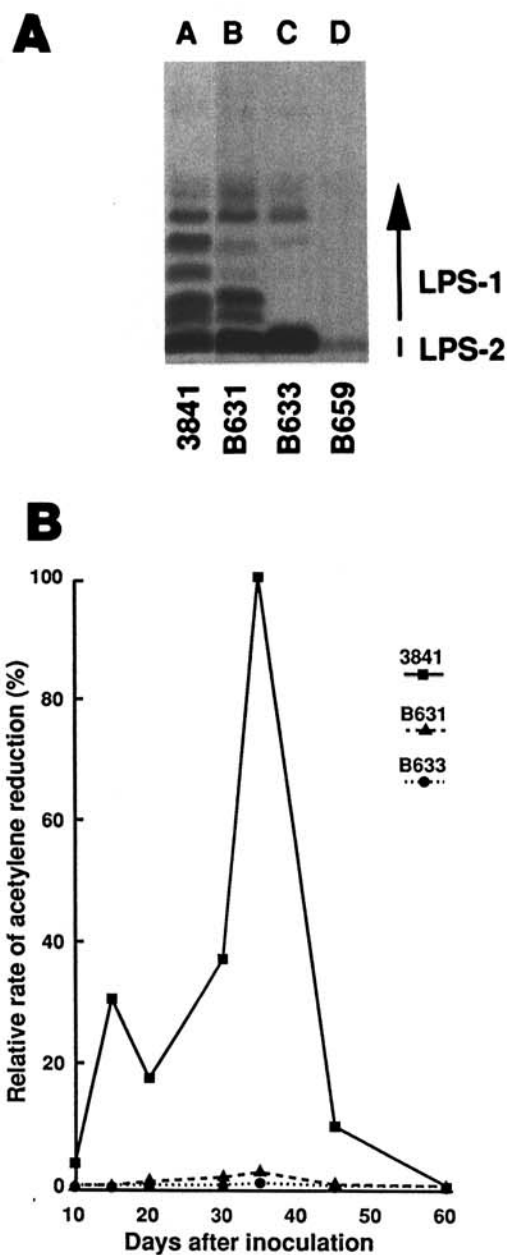 A
A B C D
LPS-1
LPS-2
3841
B631
B633
B659
B
Relative rate of acetylene reduction (%)
100
80
60
40
20
0
3841
B631
B633
10 20 30 40 50 60
Days after inoculation